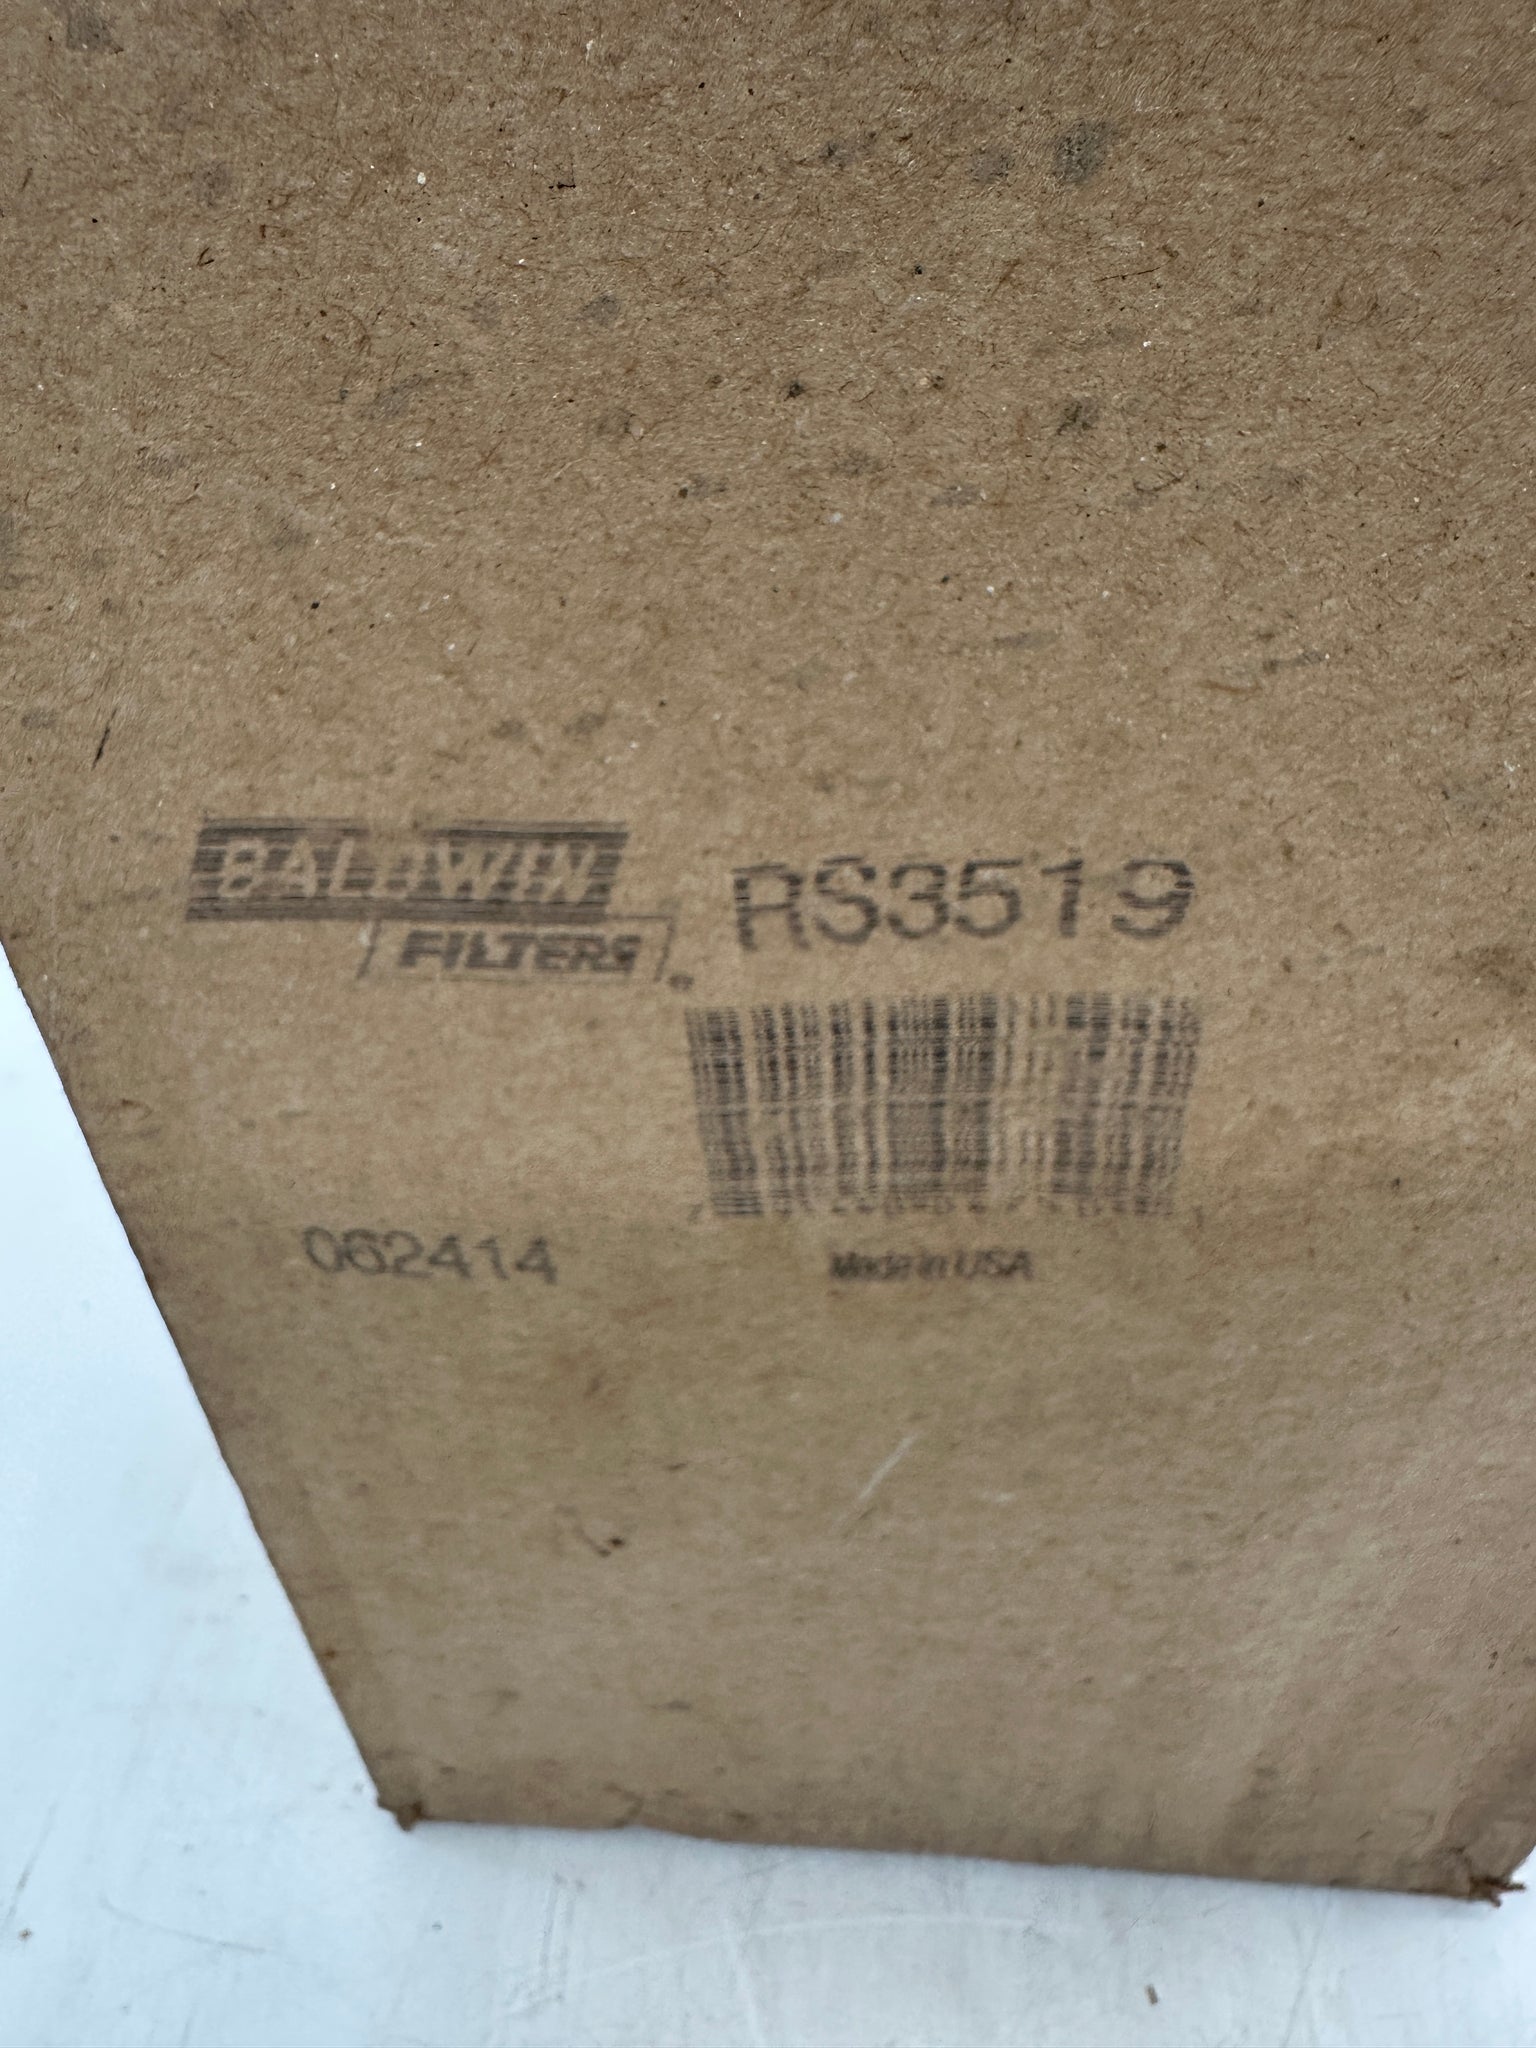 BALDWIN
FILTERS
RS3519
062414
Made in USA